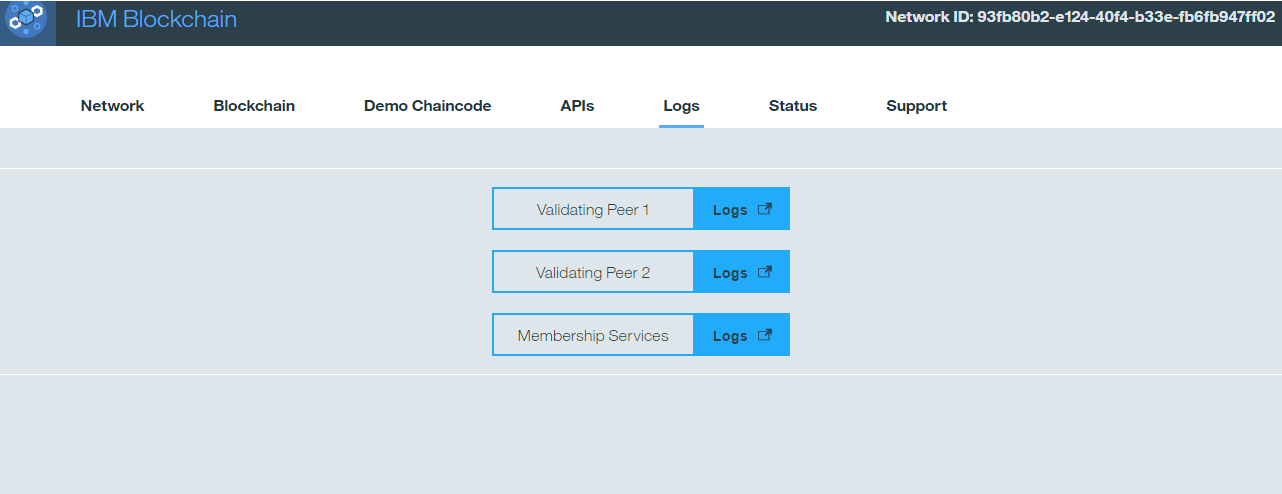 IBM Blockchain Network ID: 93fb80b2-e124-40f4-b33e-fb6fb947ff02
Network Blockchain Demo Chaincode APIs Logs Status Support
Validating Peer 1 Logs
Validating Peer 2 Logs
Membership Services Logs